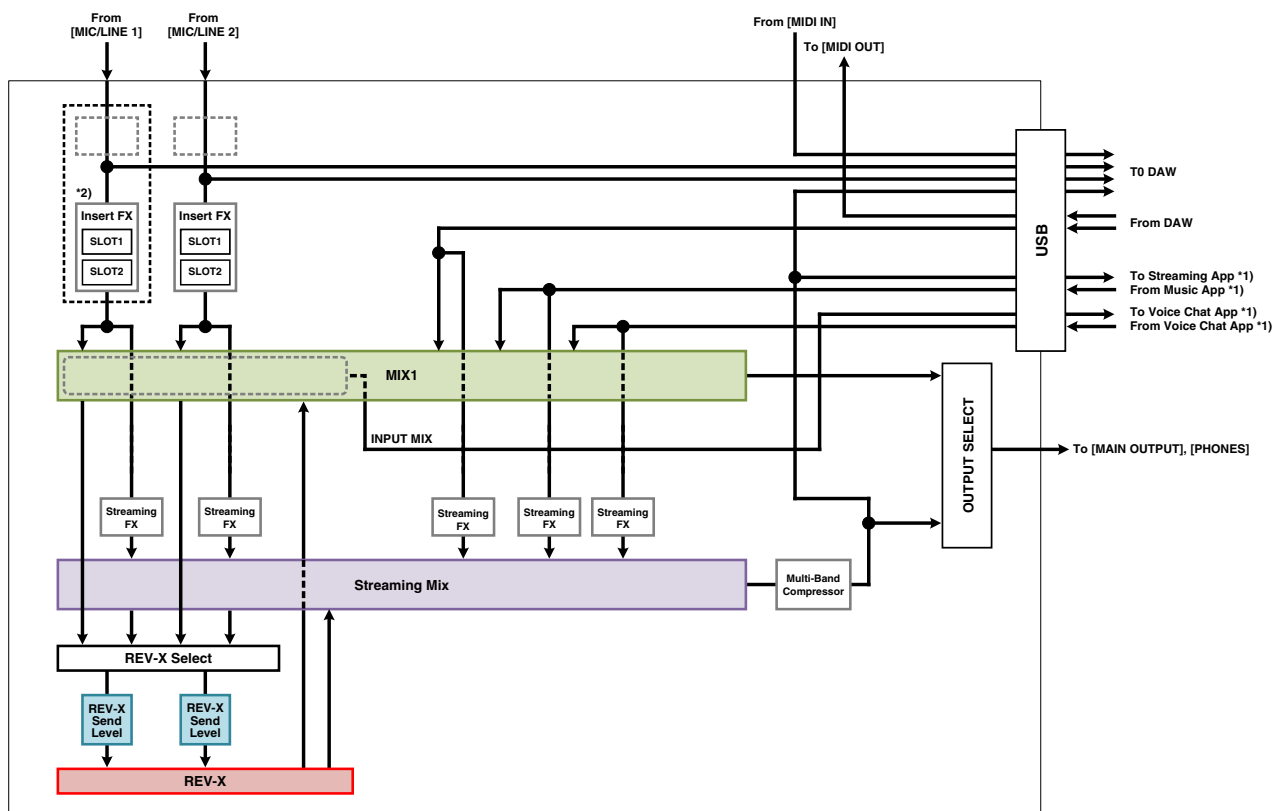 From
[MIC/LINE 1]
From
[MIC/LINE 2]
From [MIDI IN]
To [MIDI OUT]
T0 DAW
From DAW
USB
To Streaming App *1)
From Music App *1)
To Voice Chat App *1)
From Voice Chat App *1)
*2)
Insert FX
SLOT1
SLOT2
Insert FX
SLOT1
SLOT2
MIX1
INPUT MIX
OUTPUT SELECT
To [MAIN OUTPUT], [PHONES]
Streaming
FX
Streaming
FX
Streaming
FX
Streaming
FX
Streaming
FX
Streaming Mix
Multi-Band
Compressor
REV-X Select
REV-X
Send
Level
REV-X
Send
Level
REV-X